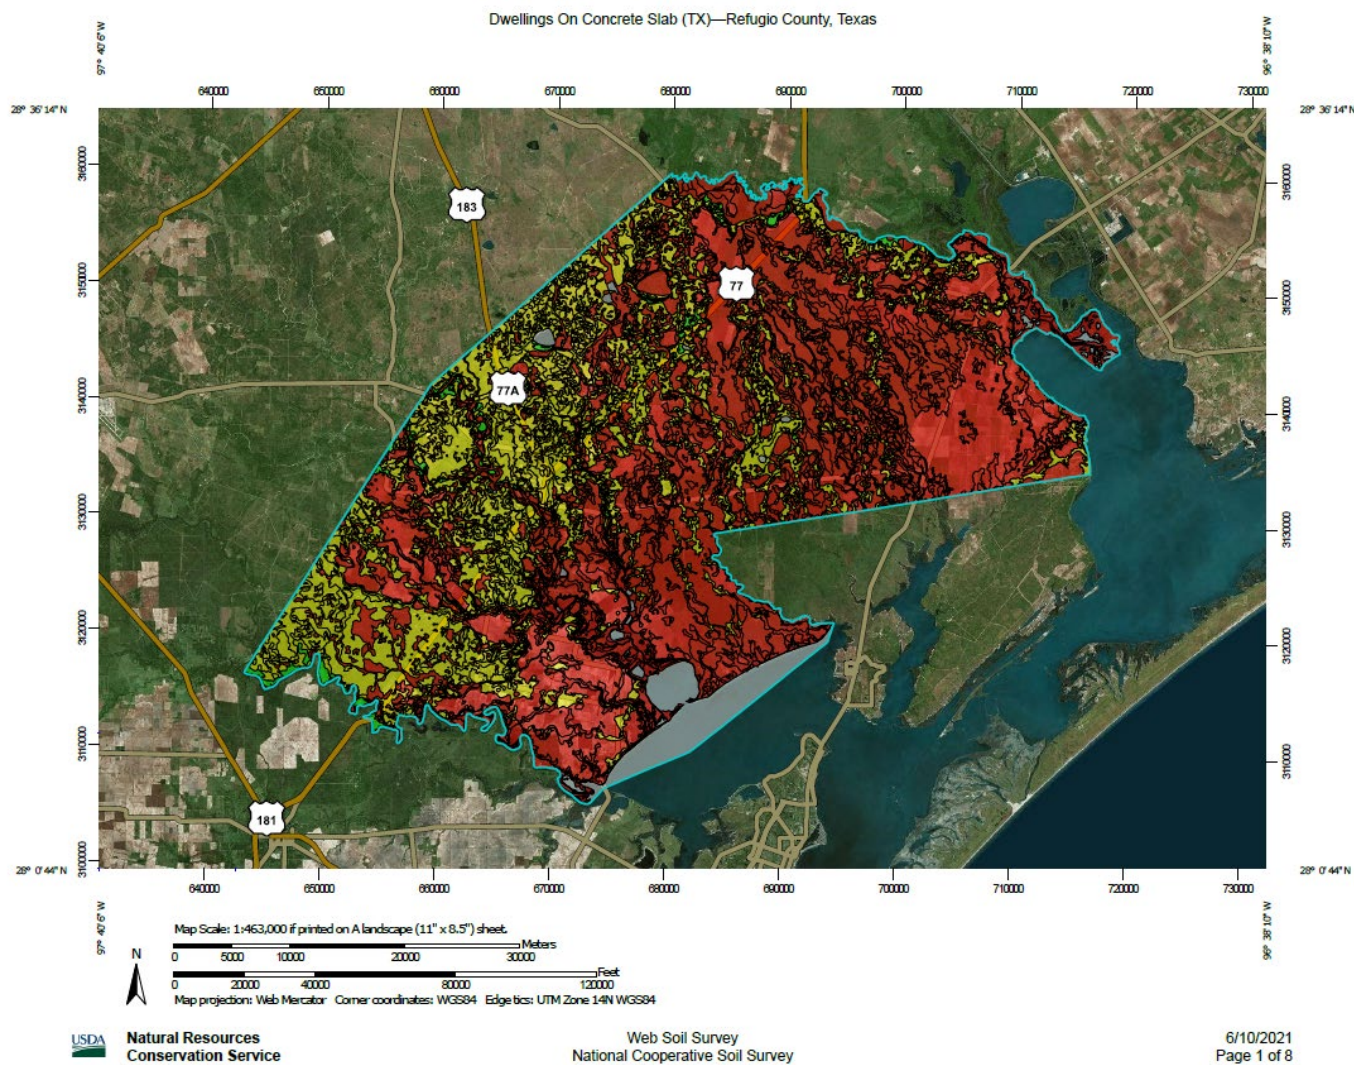 Dwellings On Concrete Slab (TX)—Refugio County, Texas
97° 40' 6" W
96° 38' 10" W
640000 650000 660000 670000 680000 690000 700000 710000 720000 730000
28° 36' 14" N
28° 36' 14" N
3160000
3160000
183
3150000
3150000
77
77A
3140000
3140000
3130000
3130000
3120000
3120000
3110000
3110000
181
3100000
28° 0' 44" N
28° 0' 44" N
640000 650000 660000 670000 680000 690000 700000 710000 720000 730000
97° 40' 6" W
96° 38' 10" W
Map Scale: 1:463,000 if printed on A landscape (11" x 8.5") sheet.
N
Meters
0 5000 10000 20000 30000
Feet
0 20000 40000 80000 120000
Map projection: Web Mercator Corner coordinates: WGS84 Edge tics: UTM Zone 14N WGS84
USDA
Natural Resources
Conservation Service
Web Soil Survey
National Cooperative Soil Survey
6/10/2021
Page 1 of 8